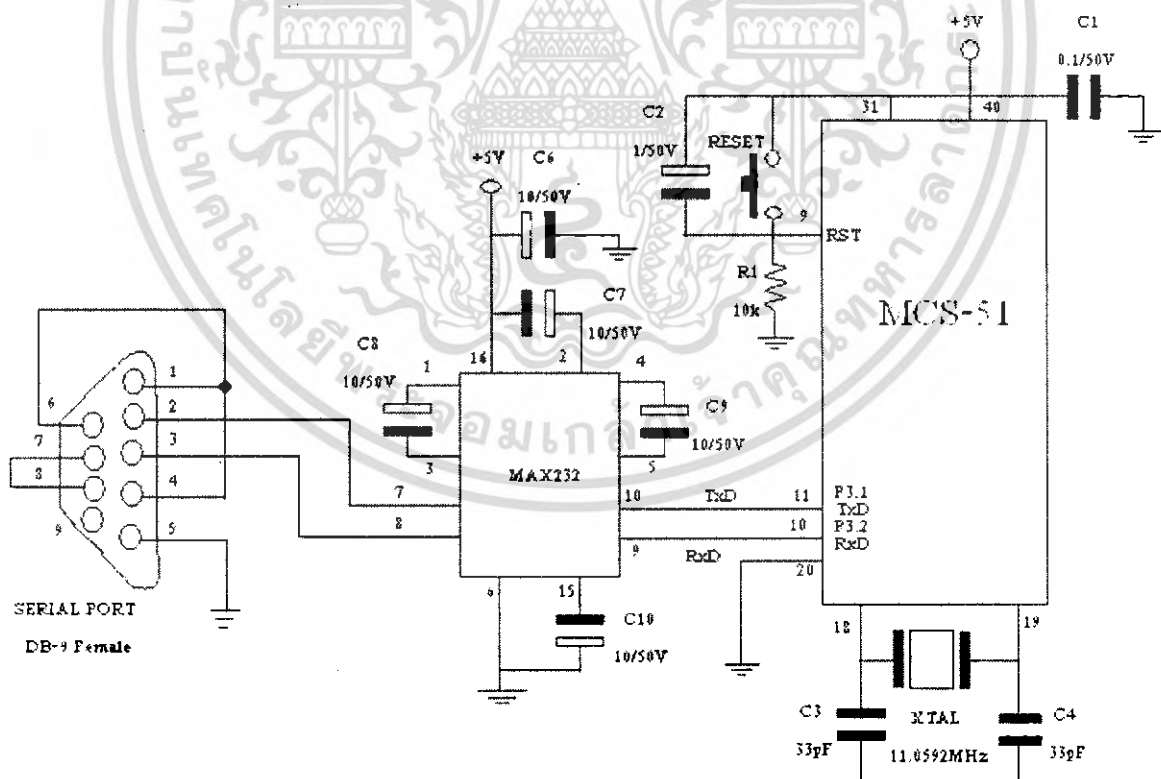 +5V
C1
0.1/50V
31
40
C2
1/50V
RESET
9
RST
R1
10k
MCS-51
+5V
C6
10/50V
C7
10/50V
16
2
C8
10/50V
1
3
4
C9
10/50V
5
MAX232
7
8
10
TxD
11
P3.1
TxD
9
RxD
10
P3.2
RxD
20
6
15
C10
10/50V
1
2
3
4
5
6
7
8
9
SERIAL PORT
DB-9 Female
18
19
C3
33pF
XTAL
11.0592MHz
C4
33pF